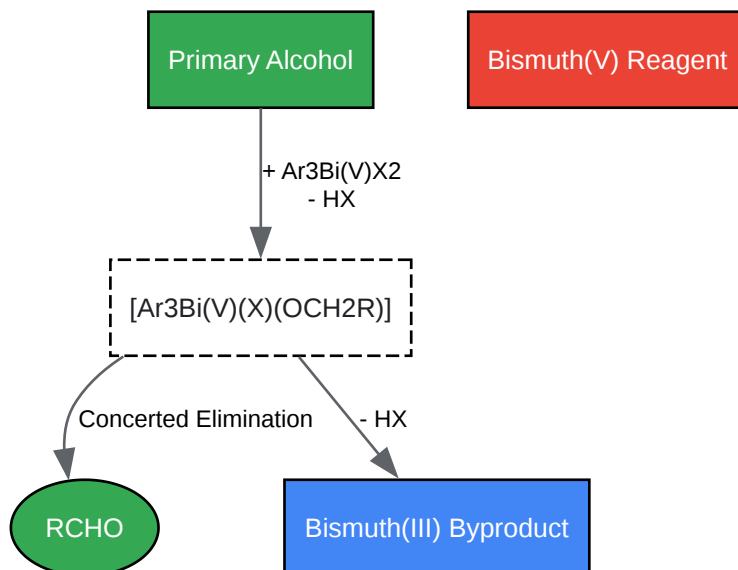 Primary Alcohol
Bismuth(V) Reagent
+ Ar3Bi(V)X2
- HX
[Ar3Bi(V)(X)(OCH2R)]
Concerted Elimination
- HX
RCHO
Bismuth(III) Byproduct